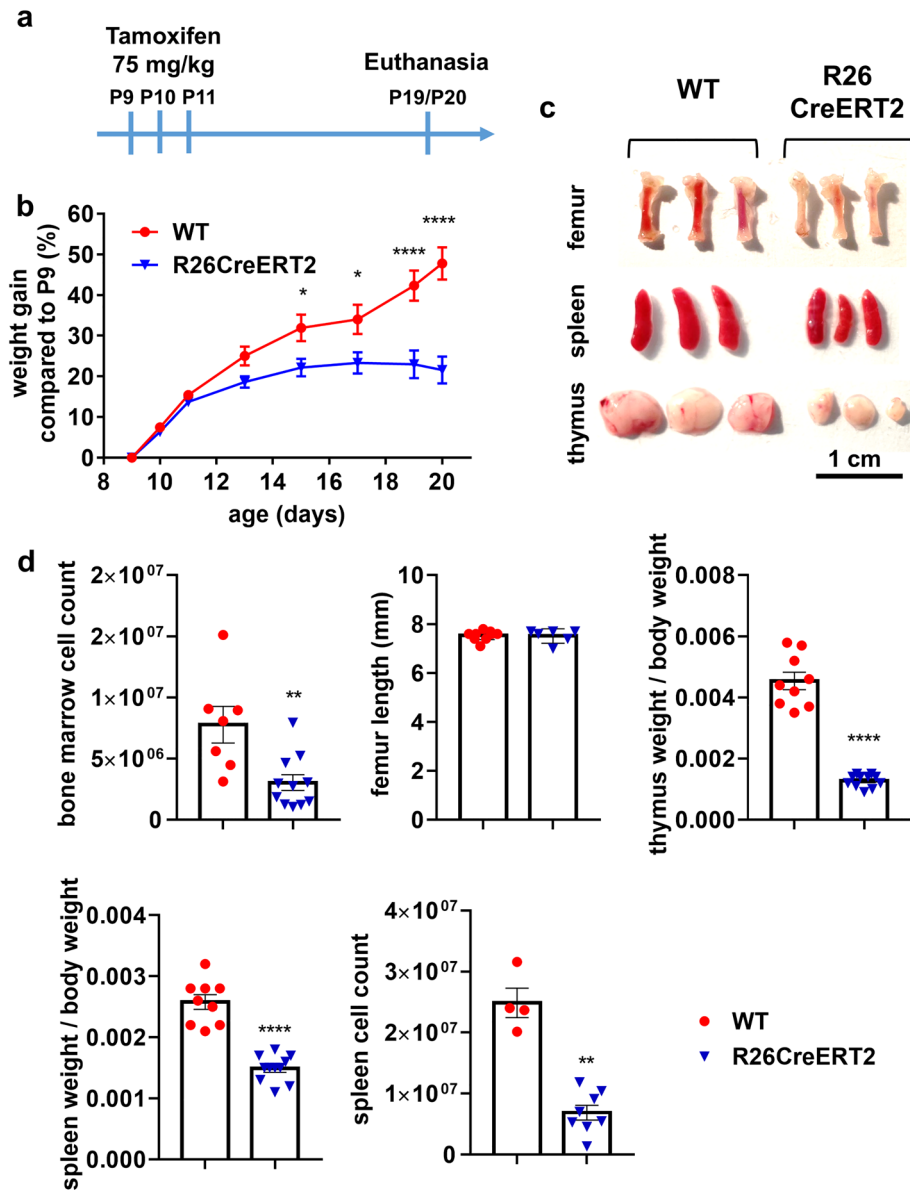 a
Tamoxifen
75 mg/kg
P9 P10 P11
Euthanasia
P19/P20
b
weight gain
compared to P9 (%)
60
50
40
30
20
10
0
WT
R26CreERT2
*
*
****
****
8 10 12 14 16 18 20
age (days)
c
WT
R26
CreERT2
femur
spleen
thymus
1 cm
d
bone marrow cell count
2×10⁰⁷
2×10⁰⁷
1×10⁰⁷
5×10⁰⁶
0
**
femur length (mm)
10
8
6
4
2
0
thymus weight / body weight
0.008
0.006
0.004
0.002
0.000
****
spleen weight / body weight
0.004
0.003
0.002
0.001
0.000
****
spleen cell count
4×10⁰⁷
3×10⁰⁷
2×10⁰⁷
1×10⁰⁷
0
**
WT
R26CreERT2